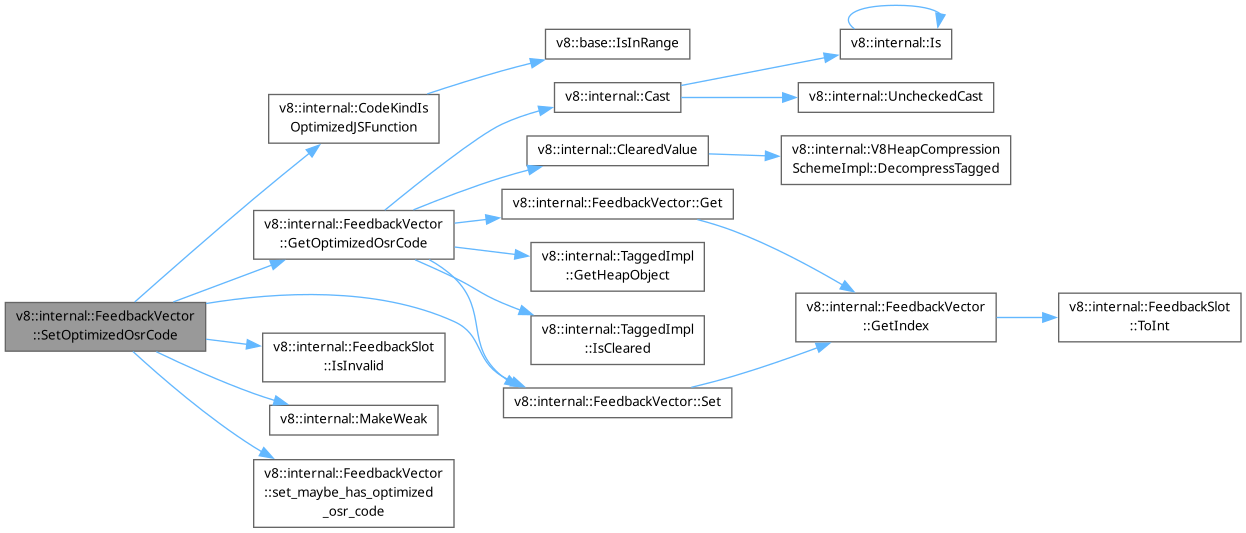 v8::internal::FeedbackVector
::SetOptimizedOsrCode
v8::internal::CodeKindIs
OptimizedJSFunction
v8::base::IsInRange
v8::internal::FeedbackVector
::GetOptimizedOsrCode
v8::internal::Cast
v8::internal::Is
v8::internal::UncheckedCast
v8::internal::ClearedValue
v8::internal::V8HeapCompression
SchemeImpl::DecompressTagged
v8::internal::FeedbackVector::Get
v8::internal::FeedbackVector
::GetIndex
v8::internal::FeedbackSlot
::ToInt
v8::internal::TaggedImpl
::GetHeapObject
v8::internal::TaggedImpl
::IsCleared
v8::internal::FeedbackVector::Set
v8::internal::FeedbackSlot
::IsInvalid
v8::internal::MakeWeak
v8::internal::FeedbackVector
::set_maybe_has_optimized
_osr_code